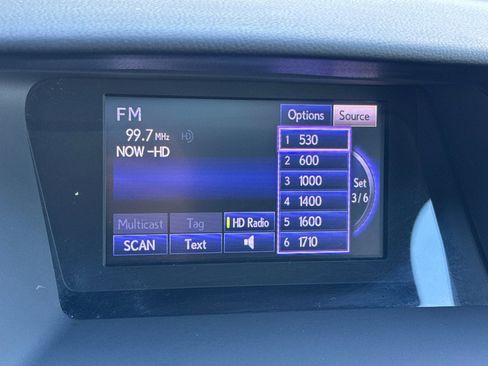 FM
Options
Source
99.7 MHz HD
NOW -HD
1 530
2 600
3 1000
4 1400
5 1600
6 1710
Set
3/6
Multicast
Tag
HD Radio
SCAN
Text